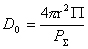 D₀ = 4πr²Π / P_Σ